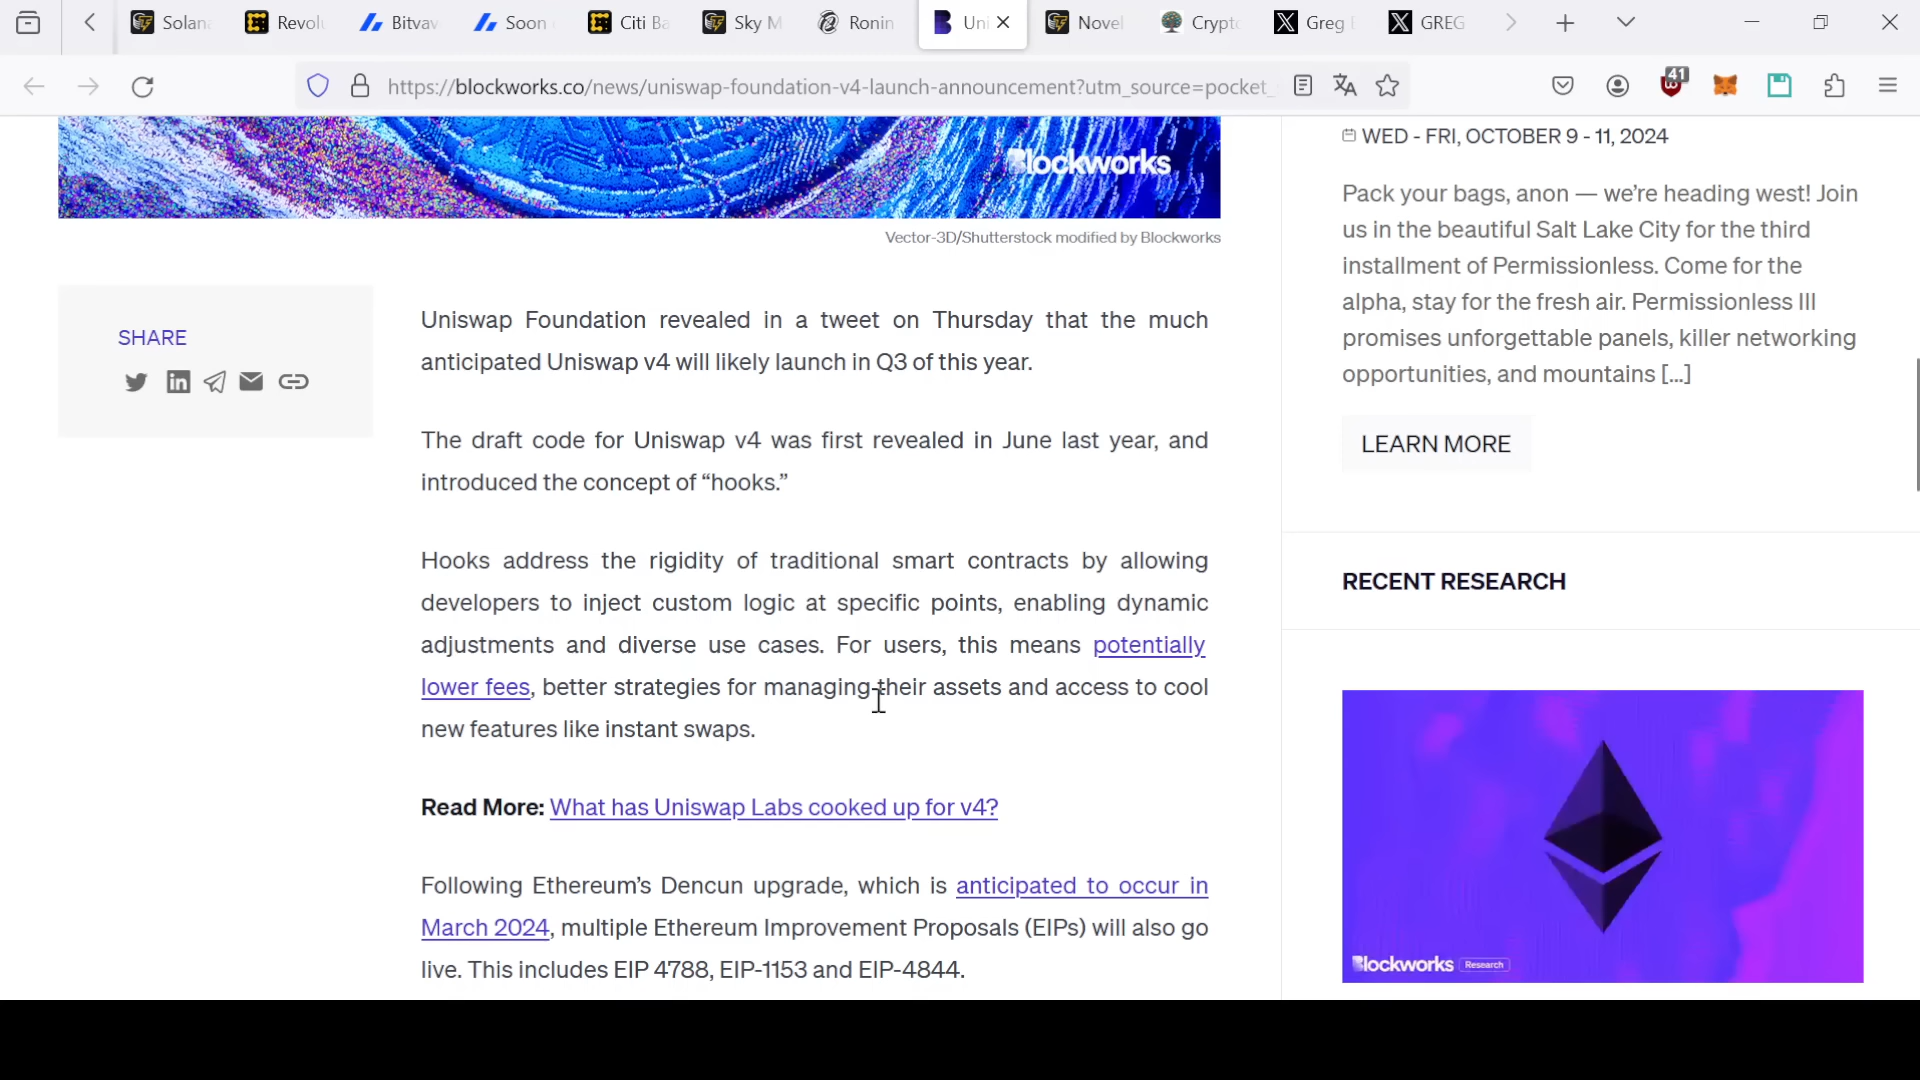 Solana
Revol
Bitvav
Soon
Citi Ba
Sky M
Ronin
Uni
Novel
Crypto
Greg
GREG
https://blockworks.co/news/uniswap-foundation-v4-launch-announcement?utm_source=pocket_
41
Blockworks
Vector-3D/Shutterstock modified by Blockworks
SHARE
Uniswap Foundation revealed in a tweet on Thursday that the much
anticipated Uniswap v4 will likely launch in Q3 of this year.
The draft code for Uniswap v4 was first revealed in June last year, and
introduced the concept of “hooks.”
Hooks address the rigidity of traditional smart contracts by allowing
developers to inject custom logic at specific points, enabling dynamic
adjustments and diverse use cases. For users, this means potentially
lower fees, better strategies for managing their assets and access to cool
new features like instant swaps.
Read More: What has Uniswap Labs cooked up for v4?
Following Ethereum’s Dencun upgrade, which is anticipated to occur in
March 2024, multiple Ethereum Improvement Proposals (EIPs) will also go
live. This includes EIP 4788, EIP-1153 and EIP-4844.
WED - FRI, OCTOBER 9 - 11, 2024
Pack your bags, anon — we’re heading west! Join
us in the beautiful Salt Lake City for the third
installment of Permissionless. Come for the
alpha, stay for the fresh air. Permissionless III
promises unforgettable panels, killer networking
opportunities, and mountains [...]
LEARN MORE
RECENT RESEARCH
Blockworks Research